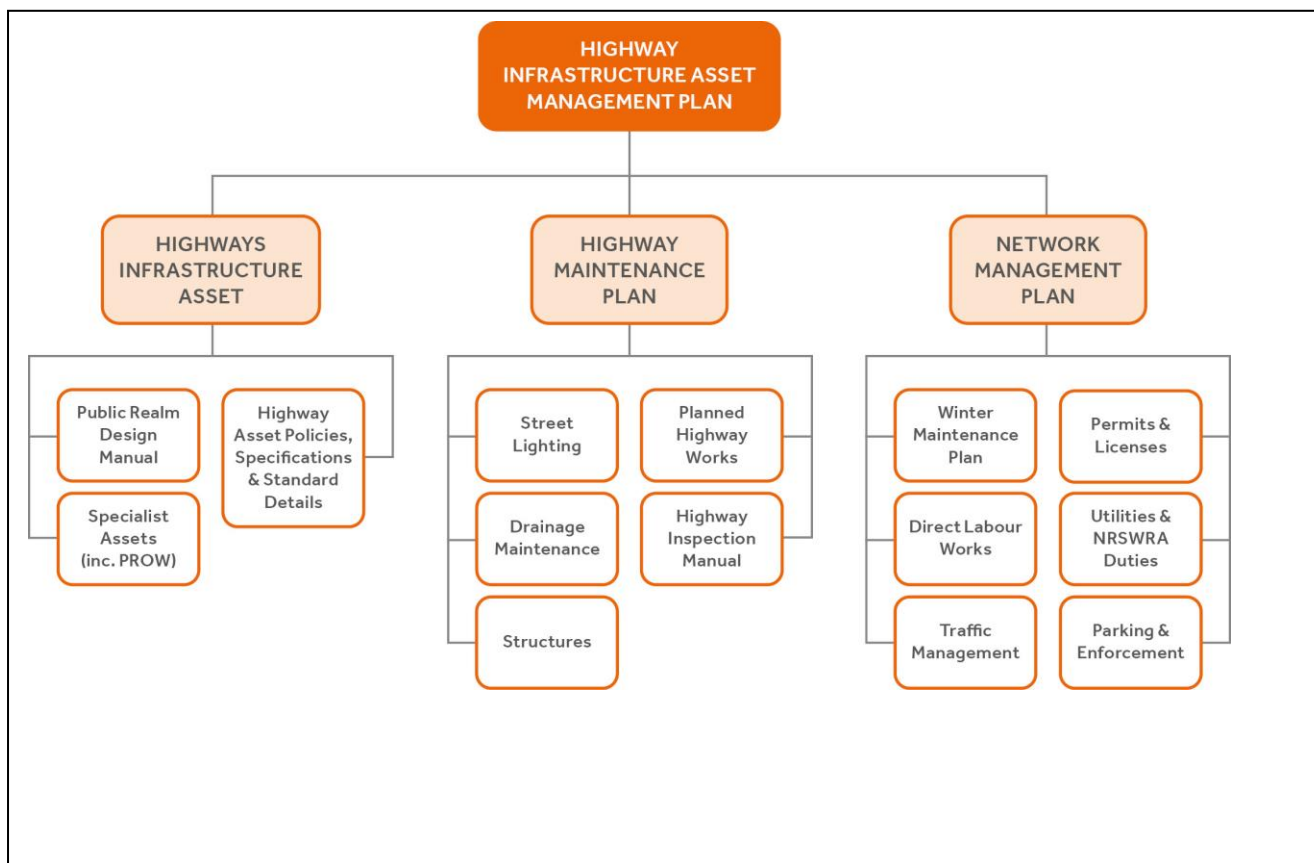 HIGHWAY
INFRASTRUCTURE ASSET
MANAGEMENT PLAN
HIGHWAYS
INFRASTRUCTURE
ASSET
HIGHWAY
MAINTENANCE
PLAN
NETWORK
MANAGEMENT
PLAN
Public Realm
Design
Manual
Highway
Asset Policies,
Specifications
& Standard
Details
Specialist
Assets
(inc. PROW)
Street
Lighting
Planned
Highway
Works
Drainage
Maintenance
Highway
Inspection
Manual
Structures
Winter
Maintenance
Plan
Permits &
Licenses
Direct Labour
Works
Utilities &
NRSWRA
Duties
Traffic
Management
Parking &
Enforcement